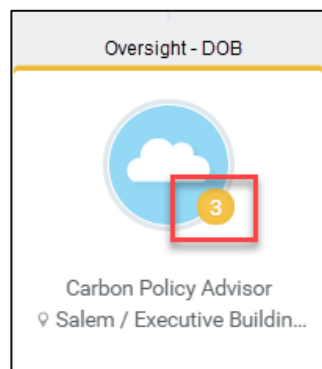 Oversight - DOB
3
Carbon Policy Advisor
Salem / Executive Buildin...